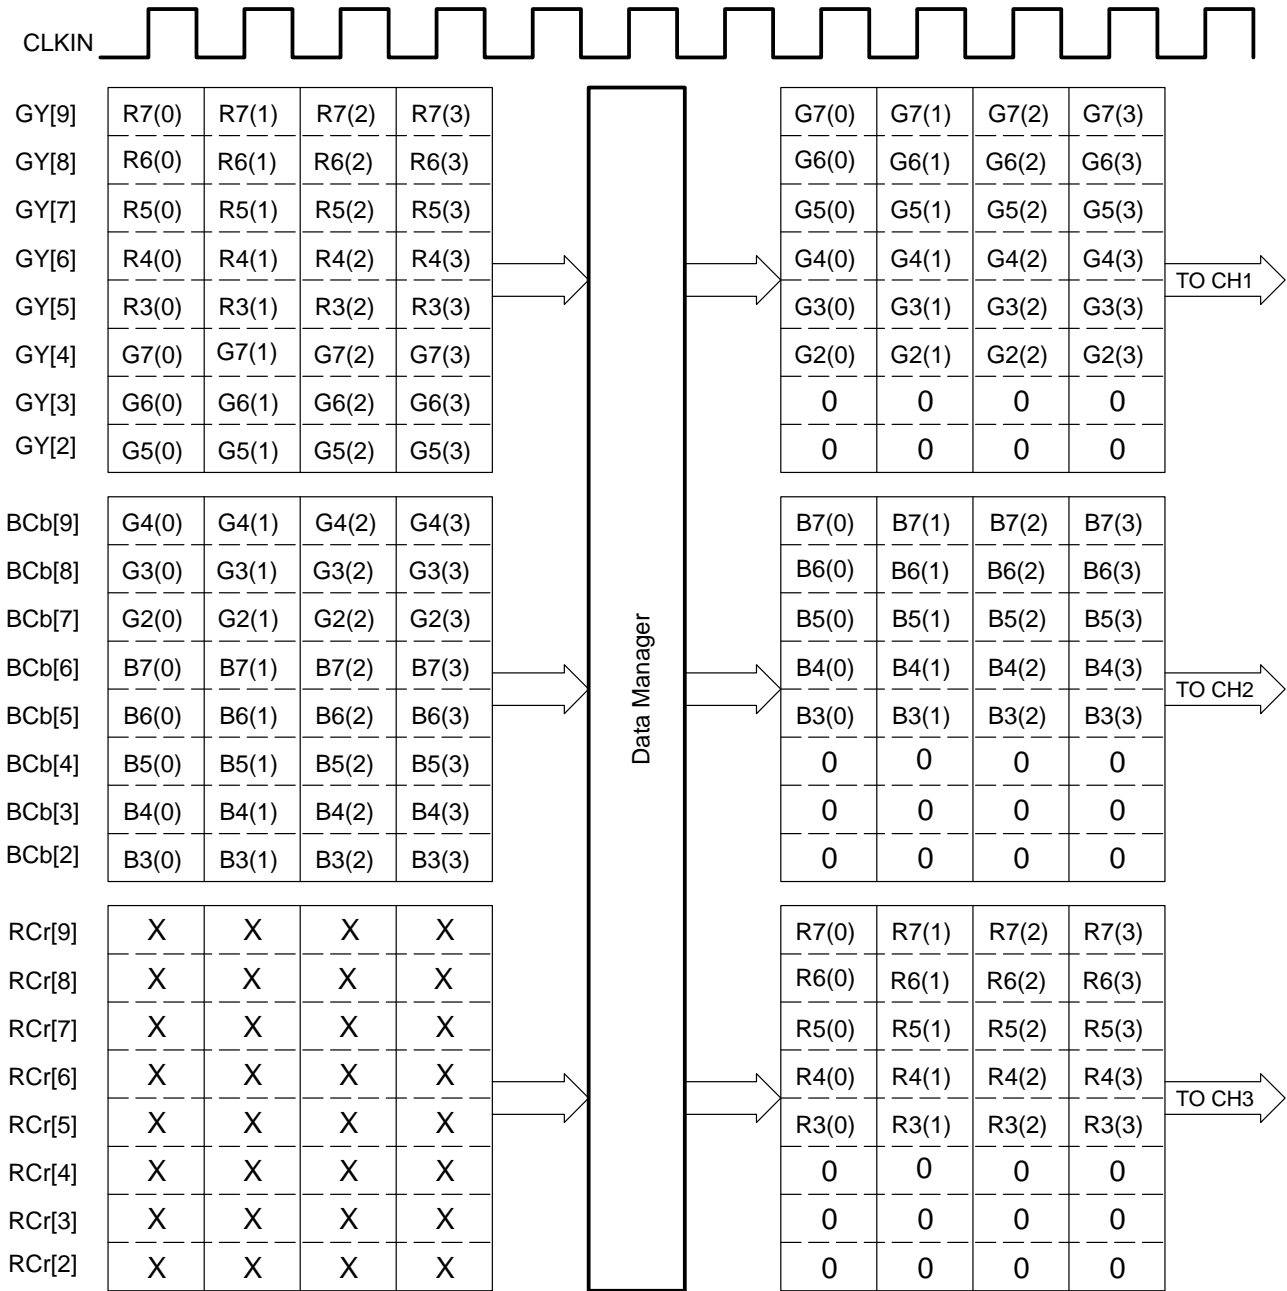 CLKIN
GY[9] R7(0) R7(1) R7(2) R7(3) G7(0) G7(1) G7(2) G7(3)
GY[8] R6(0) R6(1) R6(2) R6(3) G6(0) G6(1) G6(2) G6(3)
GY[7] R5(0) R5(1) R5(2) R5(3) G5(0) G5(1) G5(2) G5(3)
GY[6] R4(0) R4(1) R4(2) R4(3) G4(0) G4(1) G4(2) G4(3)
TO CH1
GY[5] R3(0) R3(1) R3(2) R3(3) G3(0) G3(1) G3(2) G3(3)
GY[4] G7(0) G7(1) G7(2) G7(3) G2(0) G2(1) G2(2) G2(3)
GY[3] G6(0) G6(1) G6(2) G6(3) 0 0 0 0
GY[2] G5(0) G5(1) G5(2) G5(3) 0 0 0 0
BCb[9] G4(0) G4(1) G4(2) G4(3) B7(0) B7(1) B7(2) B7(3)
BCb[8] G3(0) G3(1) G3(2) G3(3) B6(0) B6(1) B6(2) B6(3)
BCb[7] G2(0) G2(1) G2(2) G2(3) B5(0) B5(1) B5(2) B5(3)
BCb[6] B7(0) B7(1) B7(2) B7(3) B4(0) B4(1) B4(2) B4(3)
Data Manager
TO CH2
BCb[5] B6(0) B6(1) B6(2) B6(3) B3(0) B3(1) B3(2) B3(3)
BCb[4] B5(0) B5(1) B5(2) B5(3) 0 0 0 0
BCb[3] B4(0) B4(1) B4(2) B4(3) 0 0 0 0
BCb[2] B3(0) B3(1) B3(2) B3(3) 0 0 0 0
RCr[9] X X X X R7(0) R7(1) R7(2) R7(3)
RCr[8] X X X X R6(0) R6(1) R6(2) R6(3)
RCr[7] X X X X R5(0) R5(1) R5(2) R5(3)
RCr[6] X X X X R4(0) R4(1) R4(2) R4(3)
TO CH3
RCr[5] X X X X R3(0) R3(1) R3(2) R3(3)
RCr[4] X X X X 0 0 0 0
RCr[3] X X X X 0 0 0 0
RCr[2] X X X X 0 0 0 0